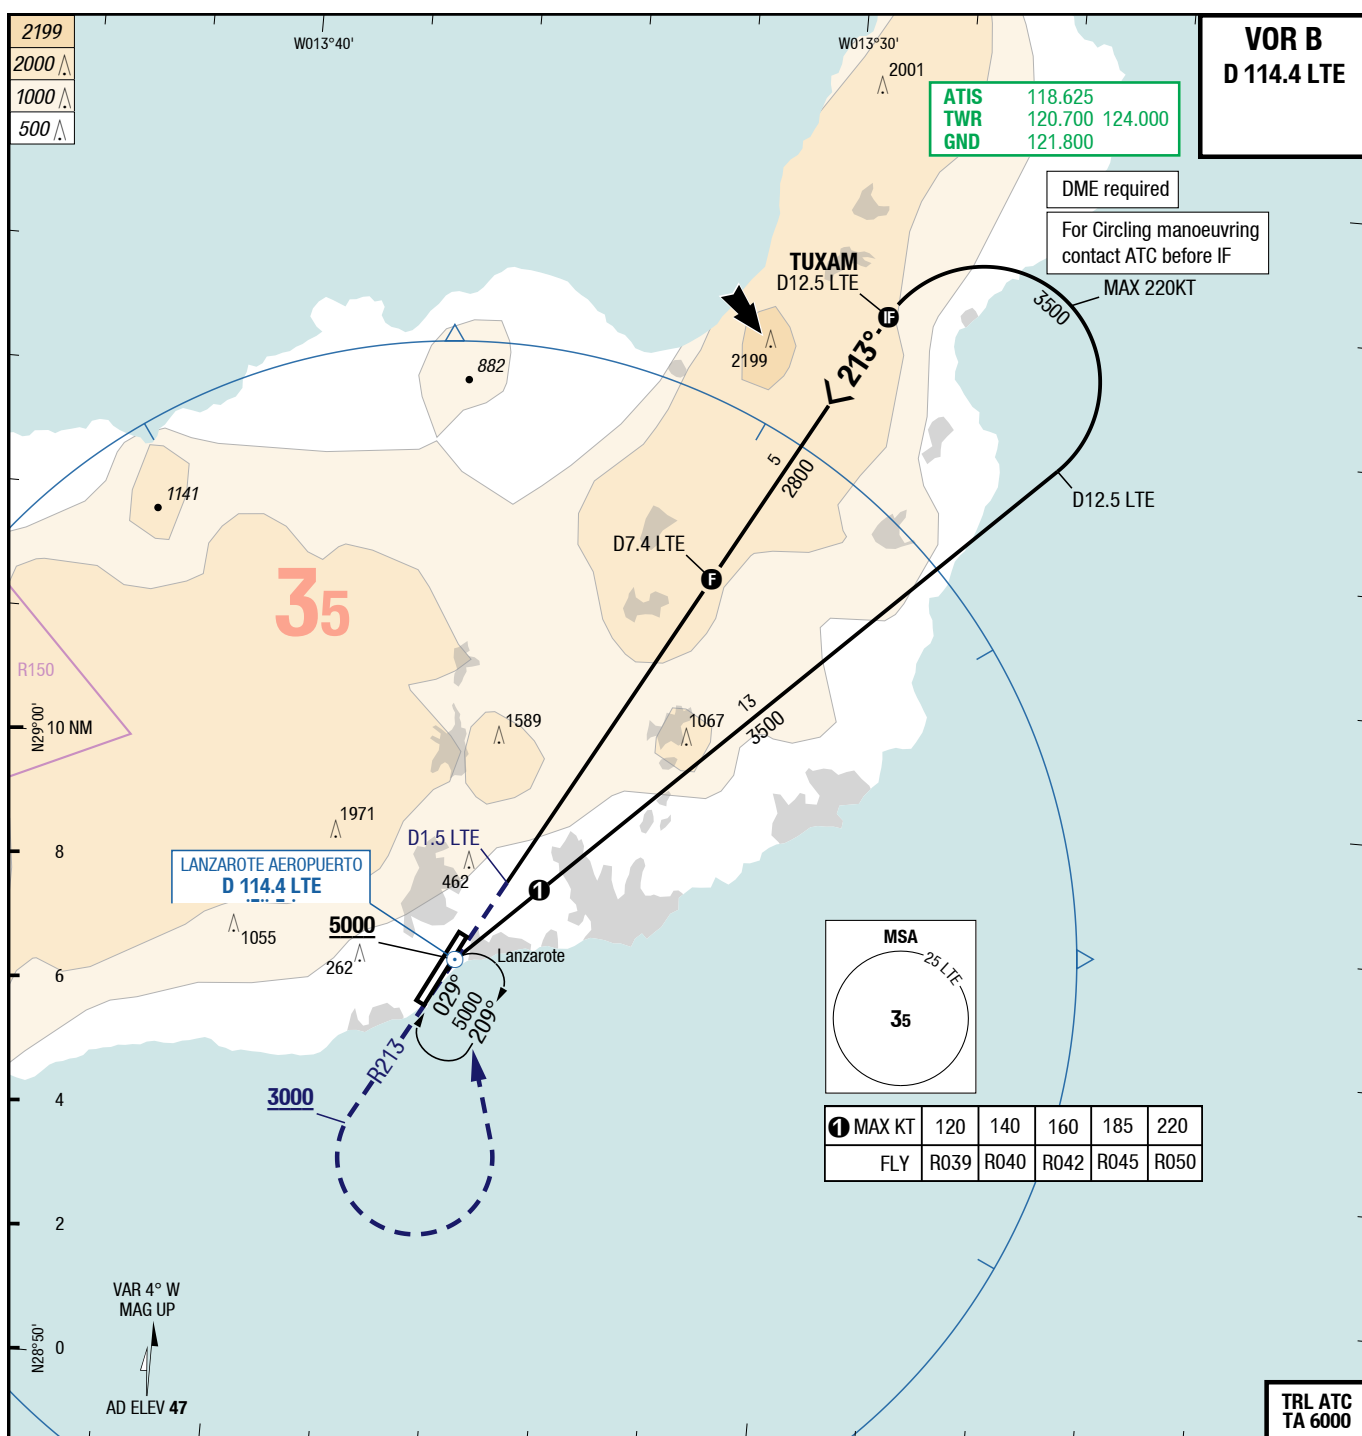 2199
2000
1000
500
W013°40'
W013°30'
VOR B
D 114.4 LTE
2001
ATIS 118.625
TWR 120.700 124.000
GND 121.800
DME required
For Circling manoeuvring
contact ATC before IF
TUXAM
D12.5 LTE
IF
MAX 220KT
3500
2199
213°
882
5
2800
1141
D12.5 LTE
D7.4 LTE
F
35
R150
N29°00'
10 NM
1589
1067
13
3500
1971
D1.5 LTE
8
LANZAROTE AEROPUERTO
D 114.4 LTE
462
1
5000
1055
262
Lanzarote
MSA
25 LTE
35
6
029°
5000
209°
R213
3000
4
1 MAX KT 120 140 160 185 220
FLY R039 R040 R042 R045 R050
2
VAR 4° W
MAG UP
N28°50'
0
AD ELEV 47
TRL ATC
TA 6000